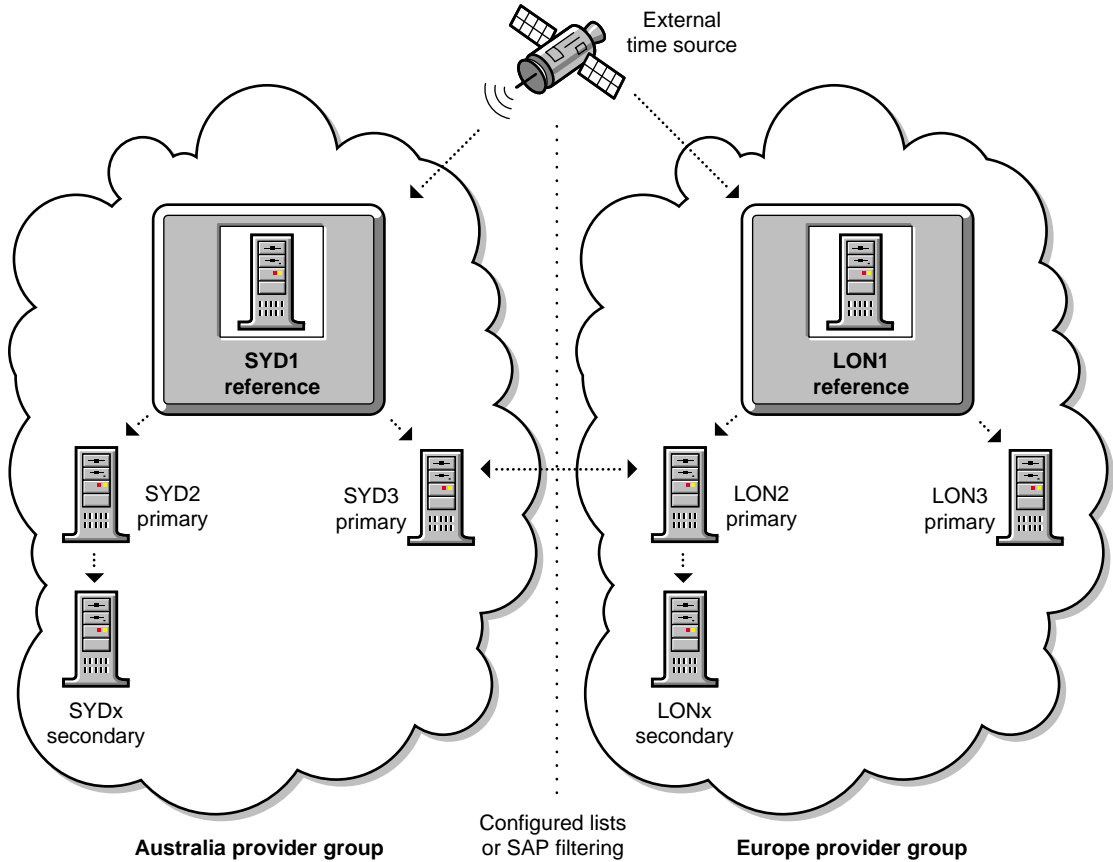 External
time source
SYD1
reference
LON1
reference
SYD2
primary
SYD3
primary
LON2
primary
LON3
primary
SYDx
secondary
LONx
secondary
Configured lists
or SAP filtering
Australia provider group
Europe provider group